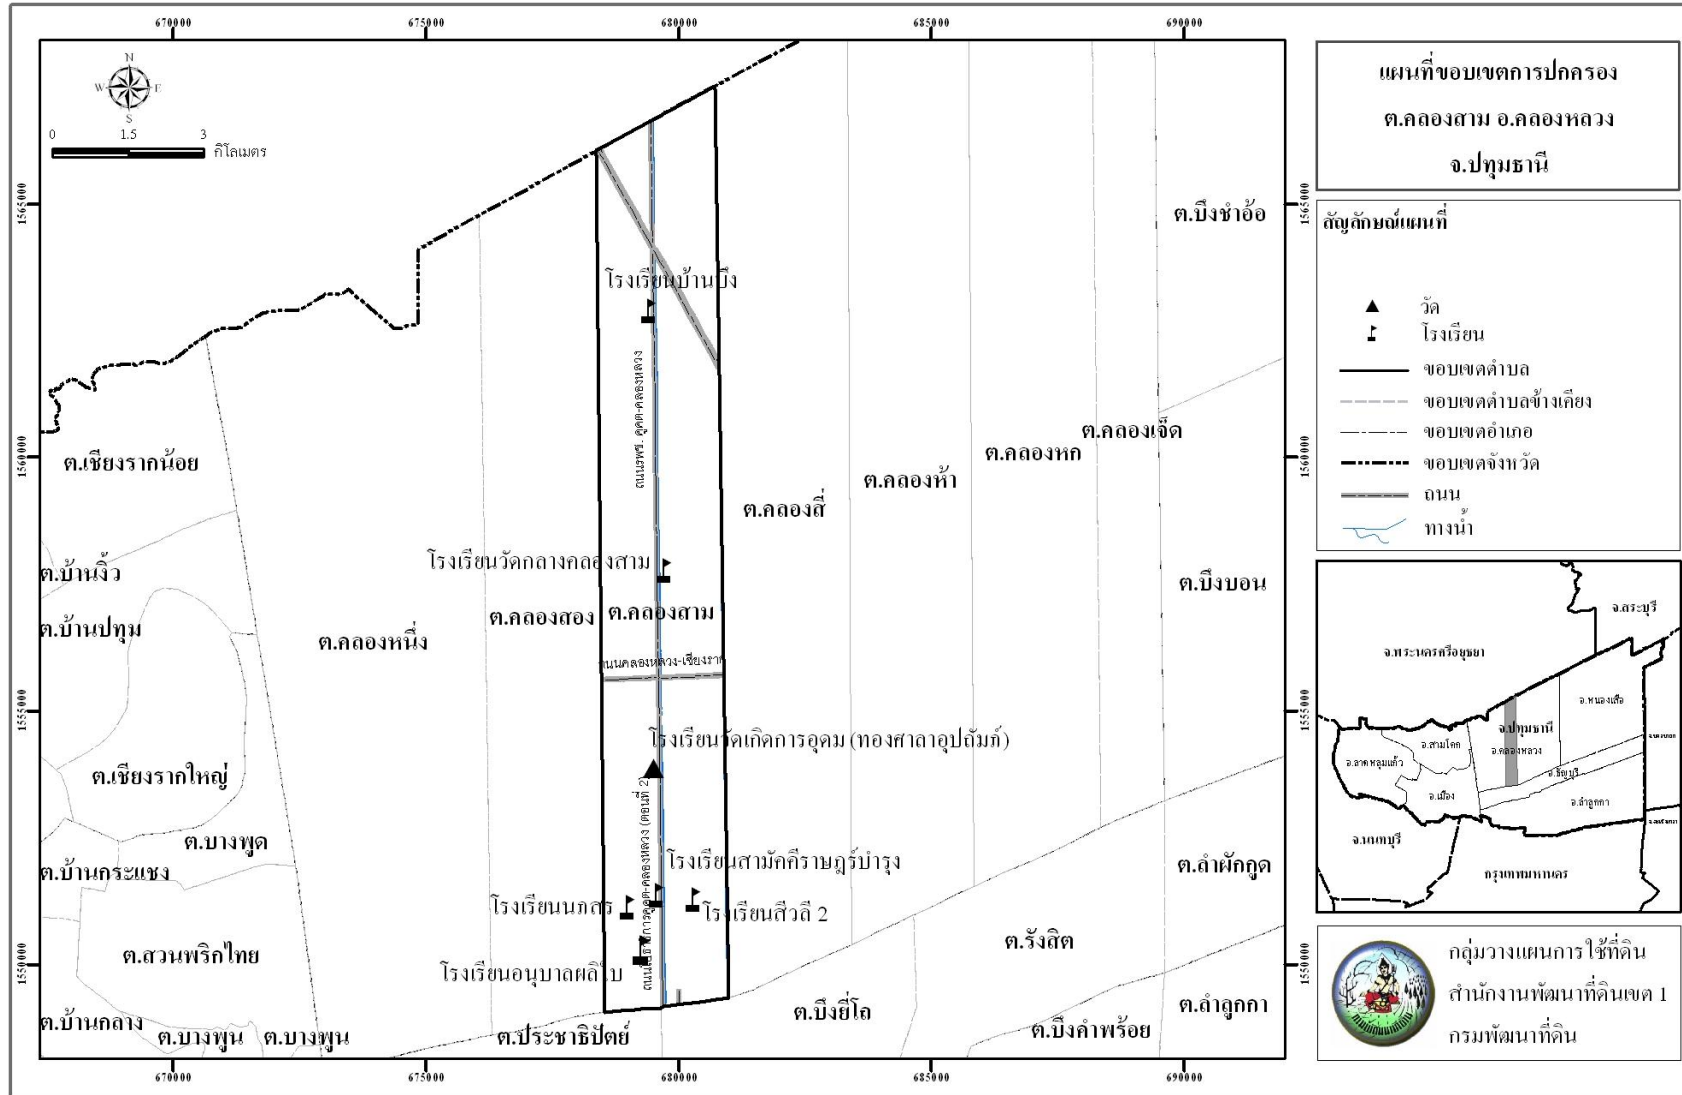 670000 675000 680000 685000 690000
N
W E
S
0 1.5 3
กิโลเมตร
แผนที่ขอบเขตการปกครอง
ต.คลองสาม อ.คลองหลวง
จ.ปทุมธานี
1565000
1565000
ต.บึงชำอ้อ
สัญลักษณ์แผนที่
วัด
โรงเรียน
ขอบเขตตำบล
ขอบเขตตำบลข้างเคียง
ขอบเขตอำเภอ
ขอบเขตจังหวัด
ถนน
ทางน้ำ
โรงเรียนบ้านบึง
ถนนรพช. คูคต-คลองหลวง
1560000
1560000
ต.เชียงรากน้อย
ต.คลองสี่
ต.คลองห้า
ต.คลองหก
ต.คลองเจ็ด
โรงเรียนวัดกลางคลองสาม
ต.บ้านงิ้ว
ต.บึงบอน
ต.บ้านปทุม
ต.คลองหนึ่ง
ต.คลองสอง
ต.คลองสาม
ถนนคลองหลวง-เชียงราก
1555000
1555000
โรงเรียนวัดเกิดการอุดม (ทองศาลาอุปถัมภ์)
ต.เชียงรากใหญ่
ต.บางพูด
โรงเรียนสามัคคีราษฎร์บำรุง
ต.บ้านกระแชง
ต.ลำผักกูด
โรงเรียนนภสร
โรงเรียนสีวลี 2
ต.รังสิต
ต.สวนพริกไทย
โรงเรียนอนุบาลผลิใบ
1550000
1550000
ต.บึงยี่โถ
ต.ลำลูกกา
ต.บ้านกลาง
ต.บางพูน
ต.บางพูน
ต.ประชาธิปัตย์
ต.บึงคำพร้อย
670000 675000 680000 685000 690000
จ.สระบุรี
จ.พระนครศรีอยุธยา
อ.หนองเสือ
จ.ปทุมธานี
อ.สามโคก
อ.คลองหลวง
อ.ลาดหลุมแก้ว
อ.ธัญบุรี
อ.เมือง
อ.ลำลูกกา
จ.นนทบุรี
กรุงเทพมหานคร
กลุ่มวางแผนการใช้ที่ดิน
สำนักงานพัฒนาที่ดินเขต 1
กรมพัฒนาที่ดิน